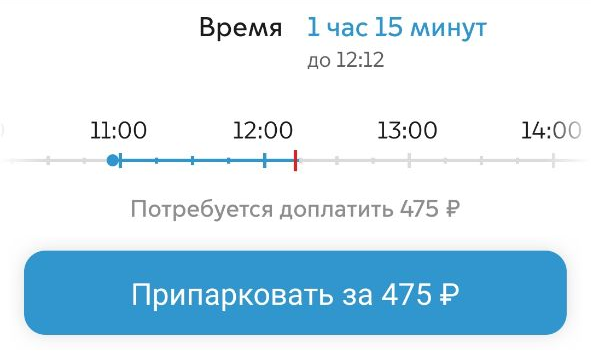 Время 1 час 15 минут
до 12:12
11:00 12:00 13:00 14:00
Потребуется доплатить 475 ₽
Припарковать за 475 ₽